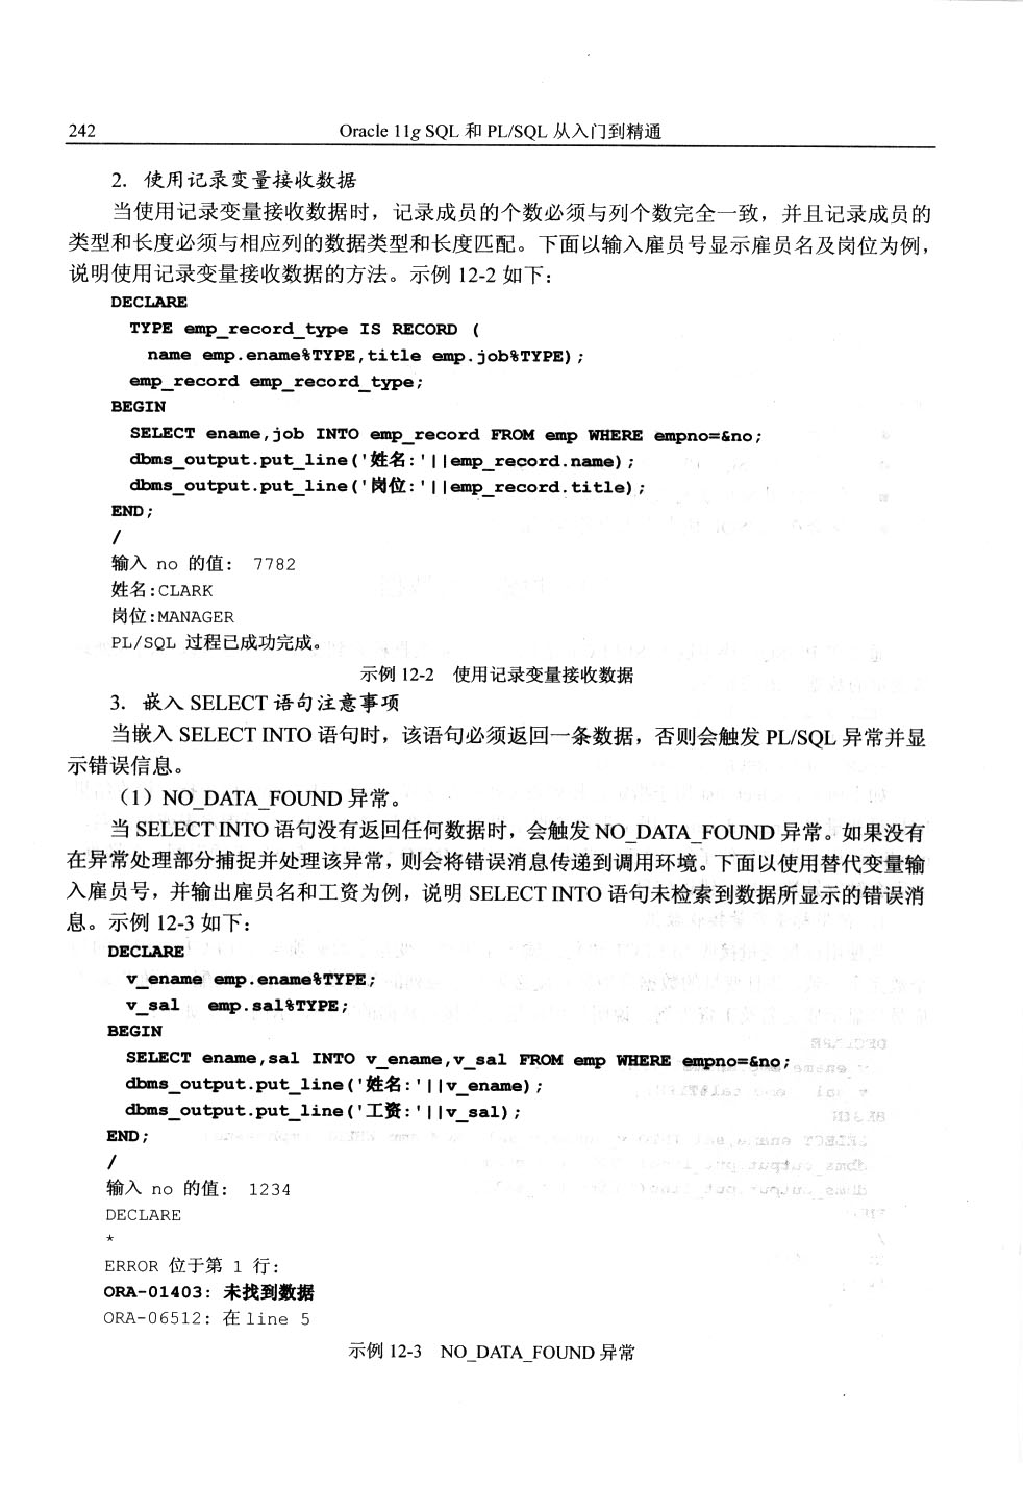 242
Oracle 11g SQL 和 PL/SQL 从入门到精通
2. 使用记录变量接收数据
当使用记录变量接收数据时，记录成员的个数必须与列个数完全一致，并且记录成员的
类型和长度必须与相应列的数据类型和长度匹配。下面以输入雇员号显示雇员名及岗位为例，
说明使用记录变量接收数据的方法。示例 12-2 如下：
DECLARE
TYPE emp_record_type IS RECORD (
name emp.ename%TYPE,title emp.job%TYPE);
emp_record emp_record_type;
BEGIN
SELECT ename,job INTO emp_record FROM emp WHERE empno=&no;
dbms_output.put_line('姓名:'||emp_record.name);
dbms_output.put_line('岗位:'||emp_record.title);
END;
/
输入 no 的值： 7782
姓名:CLARK
岗位:MANAGER
PL/SQL 过程已成功完成。
示例 12-2 使用记录变量接收数据
3. 嵌入 SELECT 语句注意事项
当嵌入 SELECT INTO 语句时，该语句必须返回一条数据，否则会触发 PL/SQL 异常并显
示错误信息。
（1）NO_DATA_FOUND 异常。
当 SELECT INTO 语句没有返回任何数据时，会触发 NO_DATA_FOUND 异常。如果没有
在异常处理部分捕捉并处理该异常，则会将错误消息传递到调用环境。下面以使用替代变量输
入雇员号，并输出雇员名和工资为例，说明 SELECT INTO 语句未检索到数据所显示的错误消
息。示例 12-3 如下：
DECLARE
v_ename emp.ename%TYPE;
v_sal emp.sal%TYPE;
BEGIN
SELECT ename,sal INTO v_ename,v_sal FROM emp WHERE empno=&no;
dbms_output.put_line('姓名:'||v_ename);
dbms_output.put_line('工资:'||v_sal);
END;
/
输入 no 的值： 1234
DECLARE
*
ERROR 位于第 1 行:
ORA-01403: 未找到数据
ORA-06512: 在 line 5
示例 12-3 NO_DATA_FOUND 异常